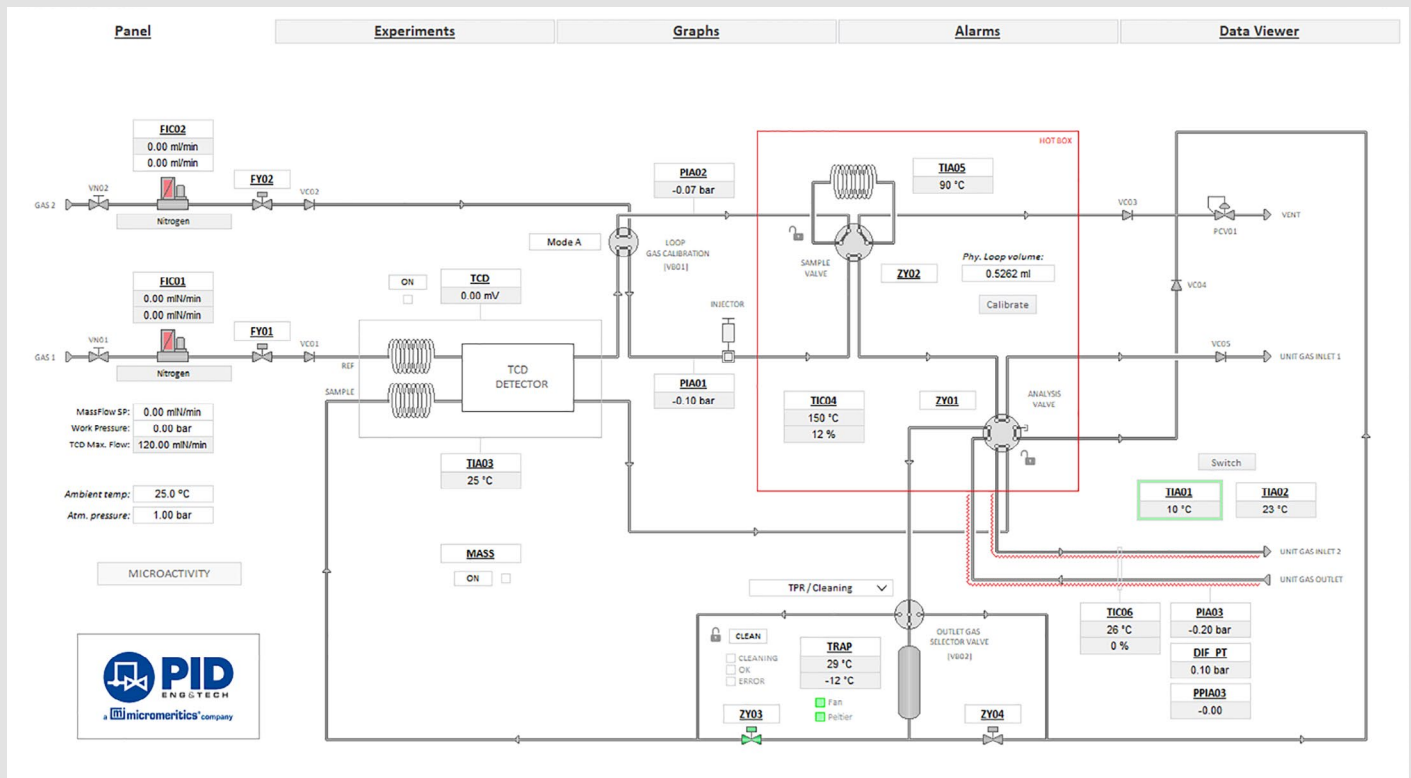 Panel
Experiments
Graphs
Alarms
Data Viewer
HOT BOX
FIC02
0.00 ml/min
0.00 ml/min
VN02
FY02
VC02
GAS 2
Nitrogen
PIA02
-0.07 bar
TIA05
90 °C
VC03
VENT
PCV01
Mode A
LOOP
GAS CALIBRATION
(VB01)
SAMPLE
VALVE
ZY02
Phy. Loop volume:
0.5262 ml
Calibrate
FIC01
0.00 mlN/min
0.00 mlN/min
ON
TCD
0.00 mV
INJECTOR
VC04
VN01
FY01
VC01
GAS 1
Nitrogen
REF
SAMPLE
TCD
DETECTOR
VC05
UNIT GAS INLET 1
PIA01
-0.10 bar
TIC04
150 °C
12 %
ZY01
ANALYSIS
VALVE
MassFlow SP:
0.00 mlN/min
Work Pressure:
0.00 bar
TCD Max. Flow:
120.00 mlN/min
TIA03
25 °C
Switch
TIA01
10 °C
TIA02
23 °C
Ambient temp:
25.0 ºC
Atm. pressure:
1.00 bar
MASS
ON
UNIT GAS INLET 2
UNIT GAS OUTLET
MICROACTIVITY
TPR / Cleaning
TIC06
26 °C
0 %
PIA03
-0.20 bar
DIF_PT
0.10 bar
PPIA03
-0.00
OUTLET GAS
SELECTOR VALVE
(VB02)
CLEAN
CLEANING
OK
ERROR
TRAP
29 °C
-12 °C
Fan
Peltier
ZY03
ZY04
PID
ENG&TECH
a mi micromeritics® company